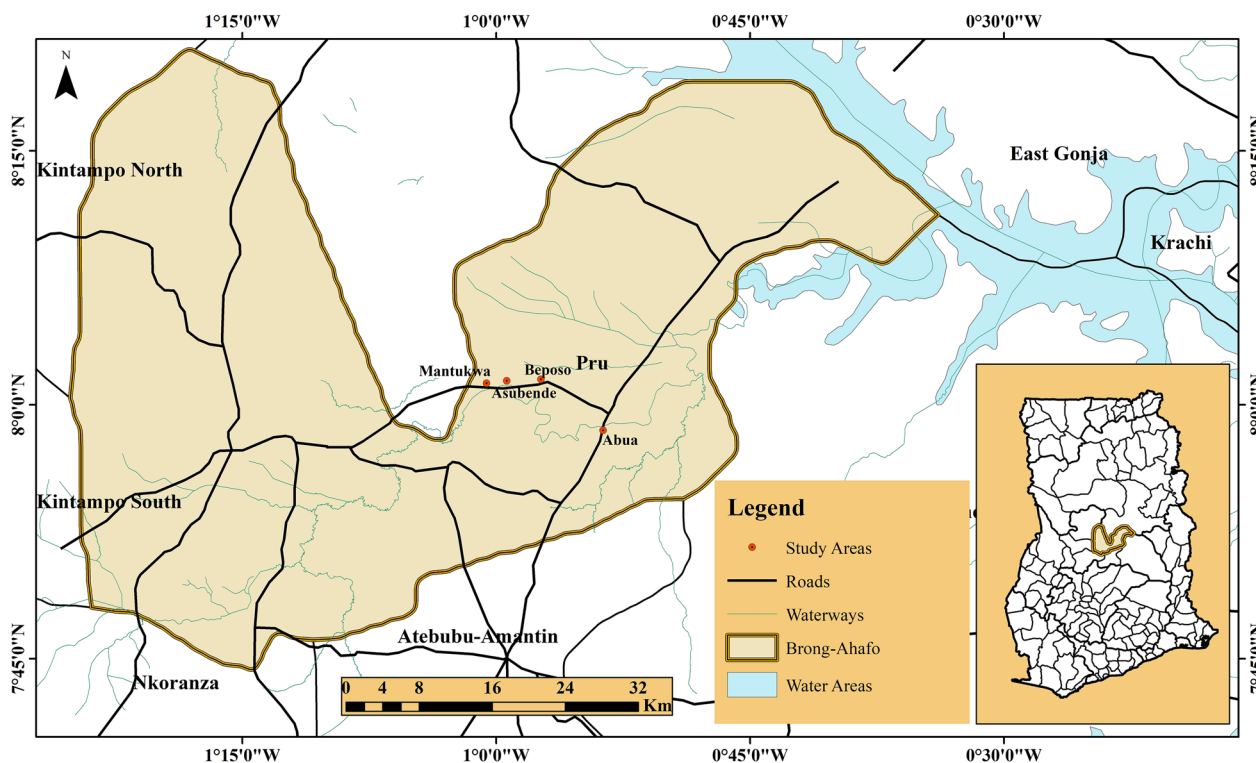 1°15'0"W 1°0'0"W 0°45'0"W 0°30'0"W
N
8°15'0"N
8°15'0"N
East Gonja
Kintampo North
Krachi
Pru
Beposo
Mantukwa
Asubende
8°0'0"N
Abua
Kintampo South
Legend
Study Areas
Roads
Waterways
Brong-Ahafo
Water Areas
Atebubu-Amantin
7°45'0"N
Nkoranza
0 4 8 16 24 32
Km
1°15'0"W 1°0'0"W 0°45'0"W 0°30'0"W